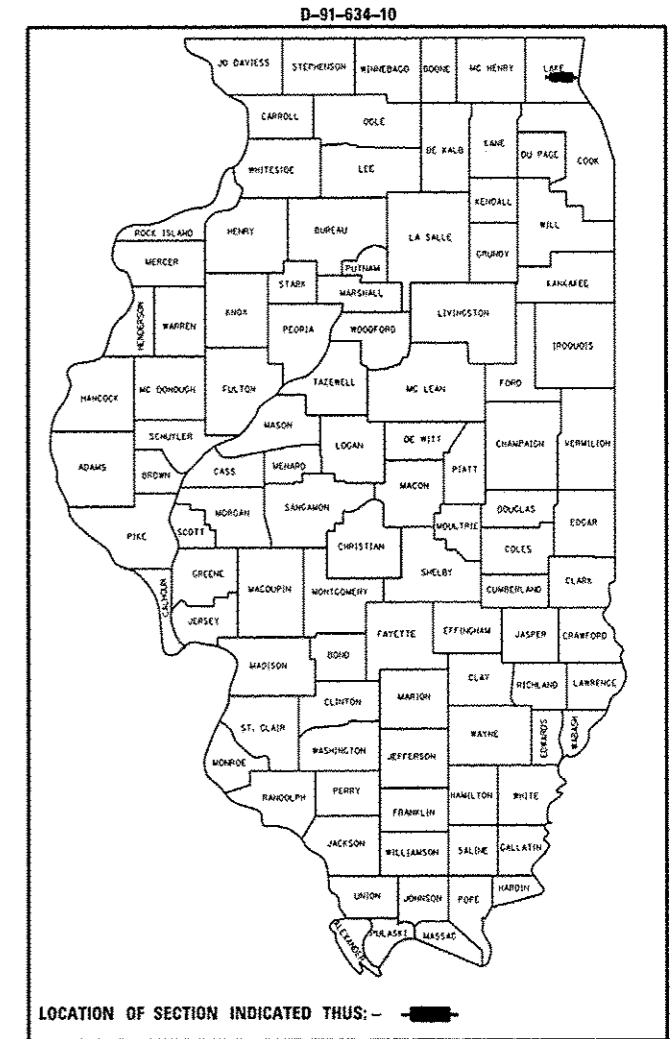 D-91-634-10
JO DAVIESS STEPHENSON WINNEBAGO BOONE MC HENRY LAKE
CARROLL OGLE DE KALB KANE DU PAGE COOK
WHITESIDE LEE KENDALL WILL
ROCK ISLAND HENRY BUREAU LA SALLE GRUNDY
MERCER PUTNAM KANKAKEE
HENDERSON WARREN KNOX STARK MARSHALL LIVINGSTON IROQUOIS
PEORIA WOODFORD
HANCOCK MC DONOUGH FULTON TAZEWELL MC LEAN FORD
MASON
SCHUYLER LOGAN DE WITT CHAMPAIGN VERMILION
ADAMS BROWN CASS MENARD PIATT
MACON
PIKE SCOTT MORGAN SANGAMON MOULTRIE DOUGLAS EDGAR
CHRISTIAN COLES
CALHOUN GREENE MACOUPIN MONTGOMERY SHELBY CUMBERLAND CLARK
JERSEY FAYETTE EFFINGHAM JASPER CRAWFORD
MADISON BOND
CLINTON MARION CLAY RICHLAND LAWRENCE
ST. CLAIR WAYNE EDWARDS WABASH
MONROE WASHINGTON JEFFERSON
RANDOLPH PERRY HAMILTON WHITE
FRANKLIN
JACKSON WILLIAMSON SALINE GALLATIN
UNION JOHNSON POPE HARDIN
ALEXANDER PULASKI MASSAC
LOCATION OF SECTION INDICATED THUS: –